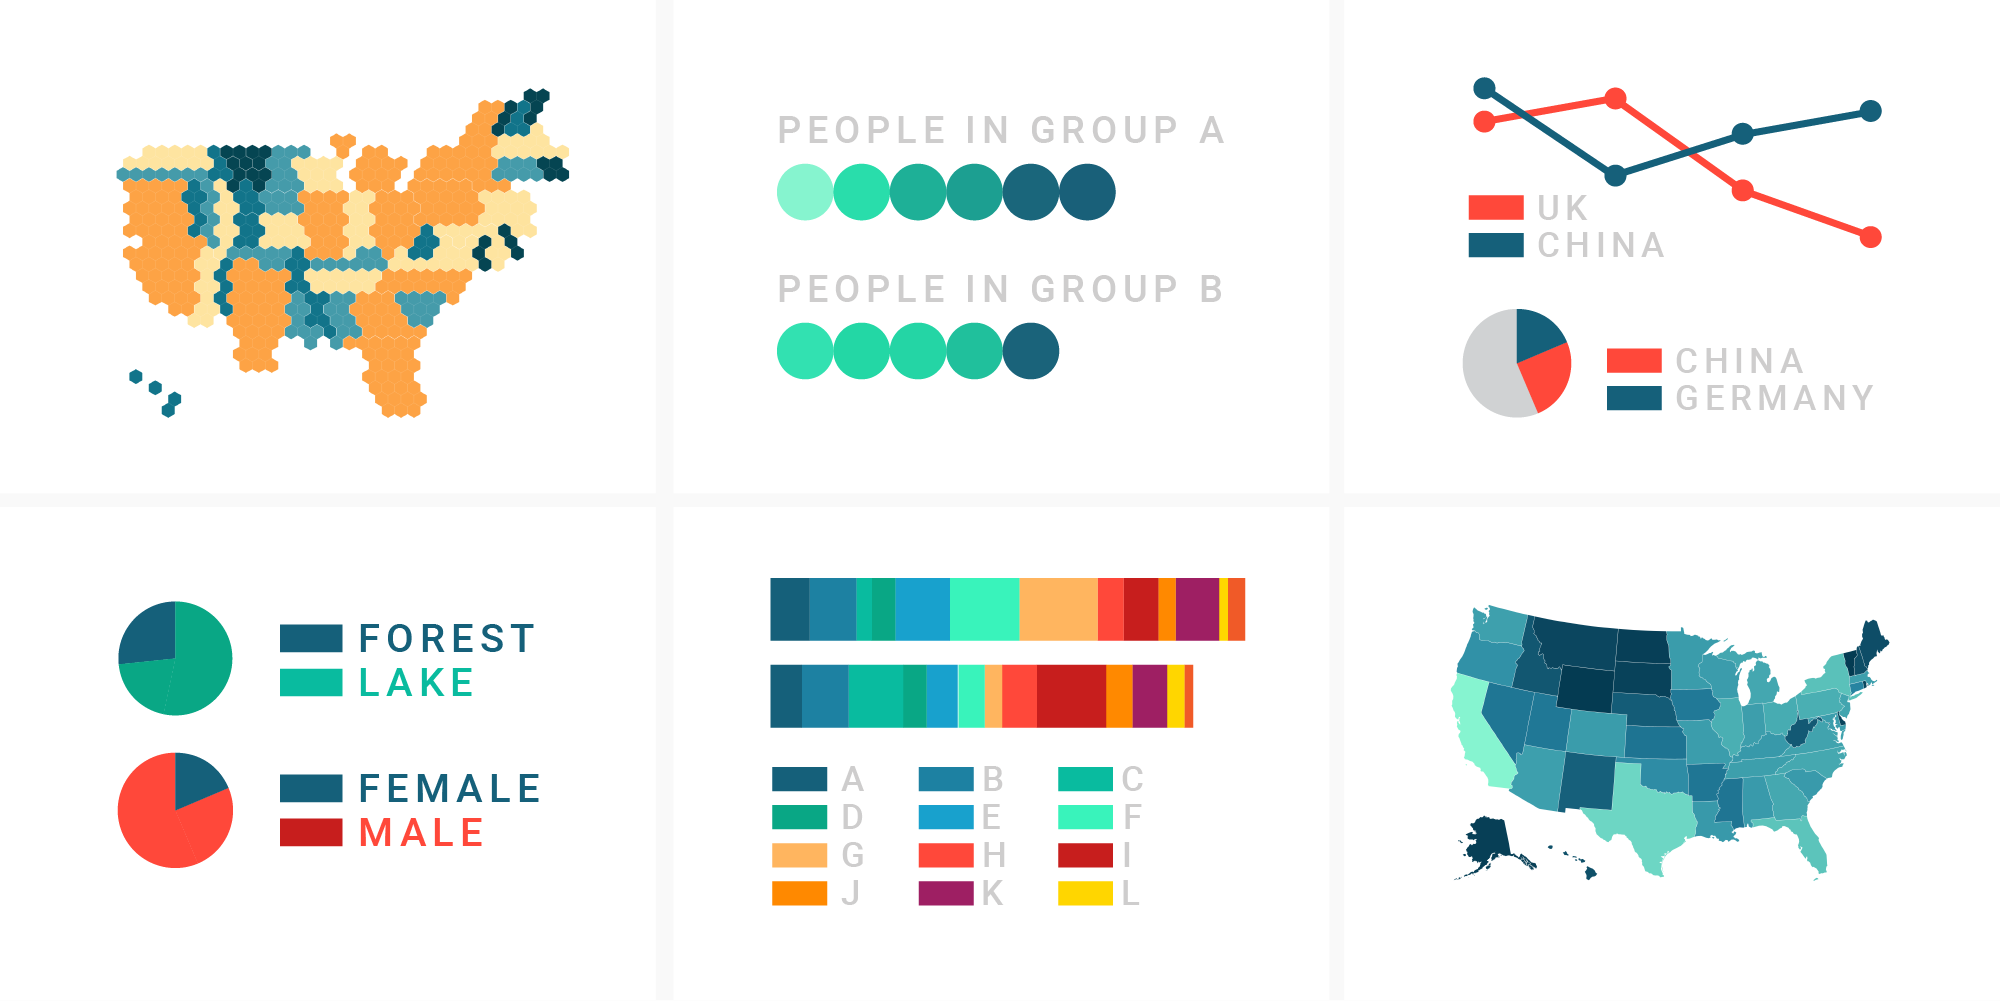 PEOPLE IN GROUP A
PEOPLE IN GROUP B
UK
CHINA
CHINA
GERMANY
FOREST
LAKE
FEMALE
MALE
A B C
D E F
G H I
J K L